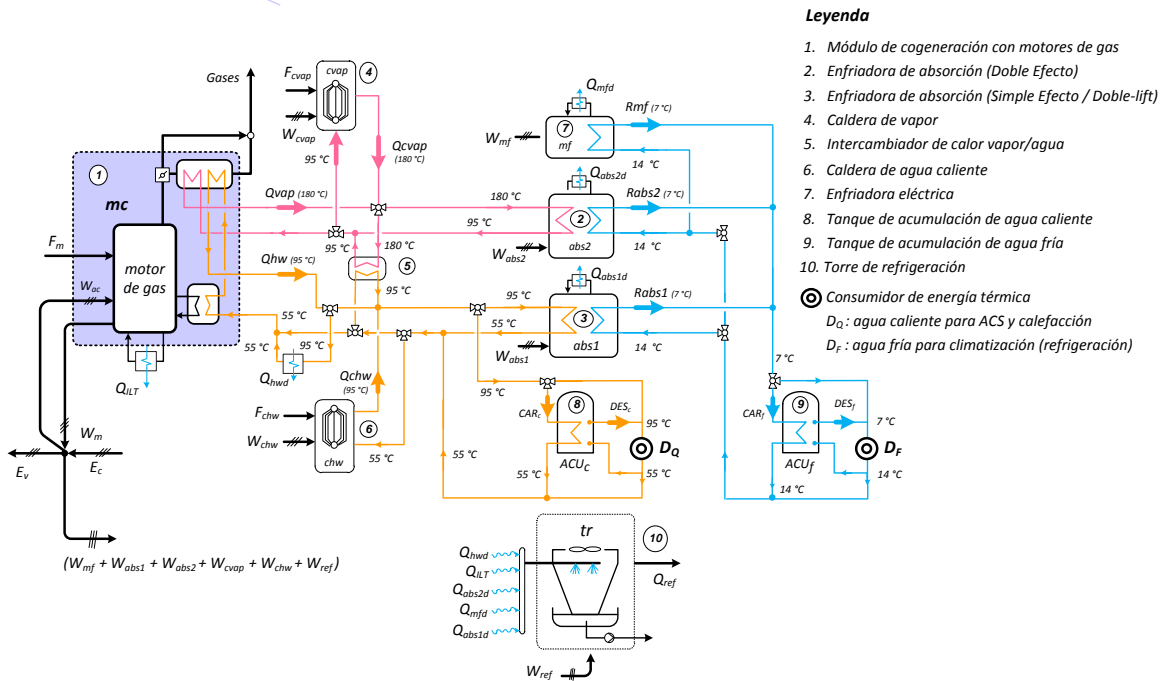 Leyenda
1. Módulo de cogeneración con motores de gas
2. Enfriadora de absorción (Doble Efecto)
3. Enfriadora de absorción (Simple Efecto / Doble-lift)
4. Caldera de vapor
5. Intercambiador de calor vapor/agua
6. Caldera de agua caliente
7. Enfriadora eléctrica
8. Tanque de acumulación de agua caliente
9. Tanque de acumulación de agua fría
10. Torre de refrigeración
Consumidor de energía térmica
DQ : agua caliente para ACS y calefacción
DF : agua fría para climatización (refrigeración)
Gases
Fcvap
cvap
4
Wcvap
95 °C
Qcvap
(180 °C)
Qmfd
Rmf (7 °C)
Wmf
7
mf
14 °C
1
mc
Qvap (180 °C)
180 °C
Qabs2d
Rabs2 (7 °C)
2
95 °C
95 °C
180 °C
Wabs2
abs2
14 °C
Fm
motor
de gas
Qhw (95 °C)
5
95 °C
Qabs1d
Rabs1 (7 °C)
Wac
95 °C
3
55 °C
55 °C
95 °C
55 °C
Wabs1
abs1
14 °C
QILT
Qhwd
Qchw
(95 °C)
7 °C
95 °C
Fchw
6
Wchw
chw
55 °C
CARc
8
DESc
95 °C
DQ
55 °C
55 °C
55 °C
ACUc
CARf
9
DESf
7 °C
DF
14 °C
14 °C
ACUf
Wm
Ev
Ec
(Wmf + Wabs1 + Wabs2 + Wcvap + Wchw + Wref)
tr
10
Qhwd
QILT
Qabs2d
Qmfd
Qabs1d
Qref
Wref